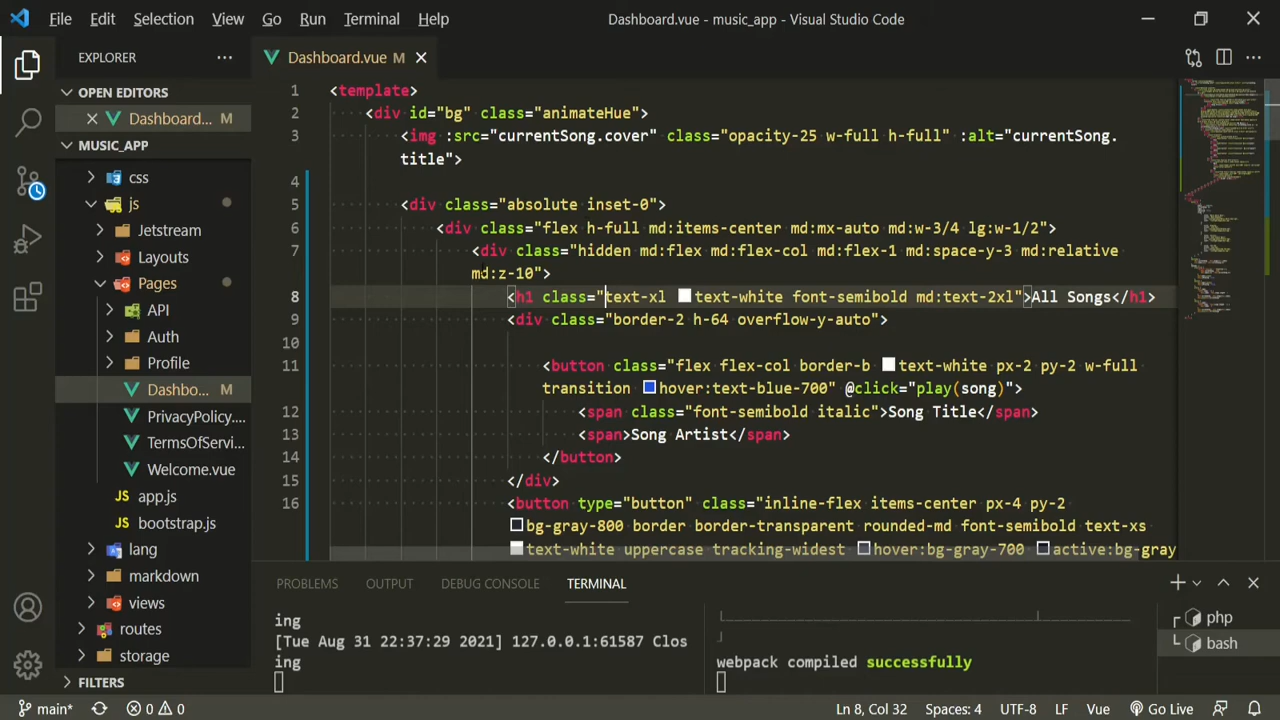 File Edit Selection View Go Run Terminal Help Dashboard.vue - music_app - Visual Studio Code
EXPLORER
Dashboard.vue M
OPEN EDITORS
Dashboard... M
MUSIC_APP
css
js
Jetstream
Layouts
Pages
API
Auth
Profile
Dashbo... M
PrivacyPolicy....
TermsOfServi...
Welcome.vue
JS app.js
JS bootstrap.js
lang
markdown
views
routes
storage
FILTERS
1 <template>
2 <div id="bg" class="animateHue">
3 <img :src="currentSong.cover" class="opacity-25 w-full h-full" :alt="currentSong.
title">
4
5 <div class="absolute inset-0">
6 <div class="flex h-full md:items-center md:mx-auto md:w-3/4 lg:w-1/2">
7 <div class="hidden md:flex md:flex-col md:flex-1 md:space-y-3 md:relative
md:z-10">
8 <h1 class="text-xl text-white font-semibold md:text-2xl">All Songs</h1>
9 <div class="border-2 h-64 overflow-y-auto">
10
11 <button class="flex flex-col border-b text-white px-2 py-2 w-full
transition hover:text-blue-700" @click="play(song)">
12 <span class="font-semibold italic">Song Title</span>
13 <span>Song Artist</span>
14 </button>
15 </div>
16 <button type="button" class="inline-flex items-center px-4 py-2
bg-gray-800 border border-transparent rounded-md font-semibold text-xs
text-white uppercase tracking-widest hover:bg-gray-700 active:bg-gray
PROBLEMS OUTPUT DEBUG CONSOLE TERMINAL
ing
[Tue Aug 31 22:37:29 2021] 127.0.0.1:61587 Clos
ing
webpack compiled successfully
php
bash
main* 0 0 Ln 8, Col 32 Spaces: 4 UTF-8 LF Vue Go Live